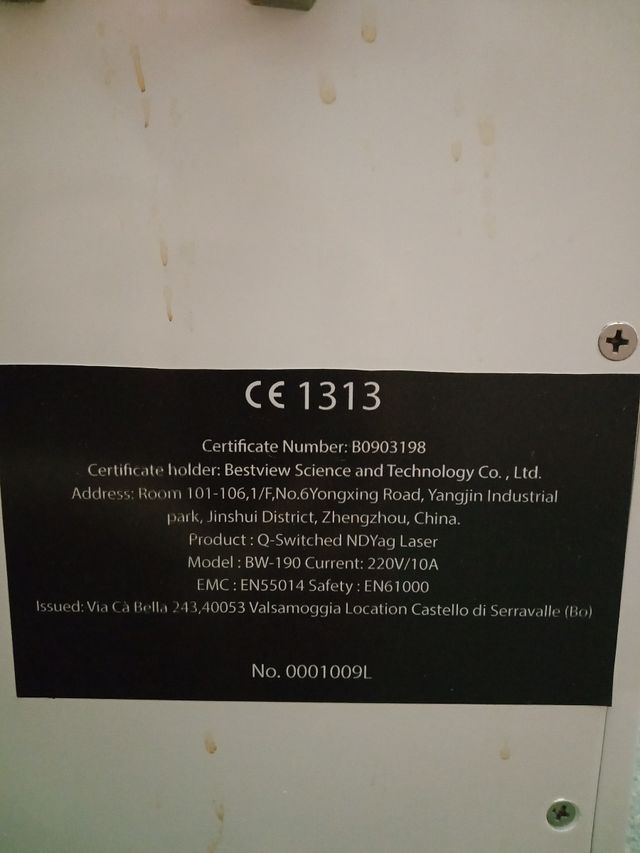 CE 1313
Certificate Number: B0903198
Certificate holder: Bestview Science and Technology Co. , Ltd.
Address: Room 101-106,1/F,No.6Yongxing Road, Yangjin Industrial
park, Jinshui District, Zhengzhou, China.
Product : Q-Switched NDYag Laser
Model : BW-190 Current: 220V/10A
EMC : EN55014 Safety : EN61000
Issued: Via Cà Bella 243,40053 Valsamoggia Location Castello di Serravalle (Bo)
No. 0001009L